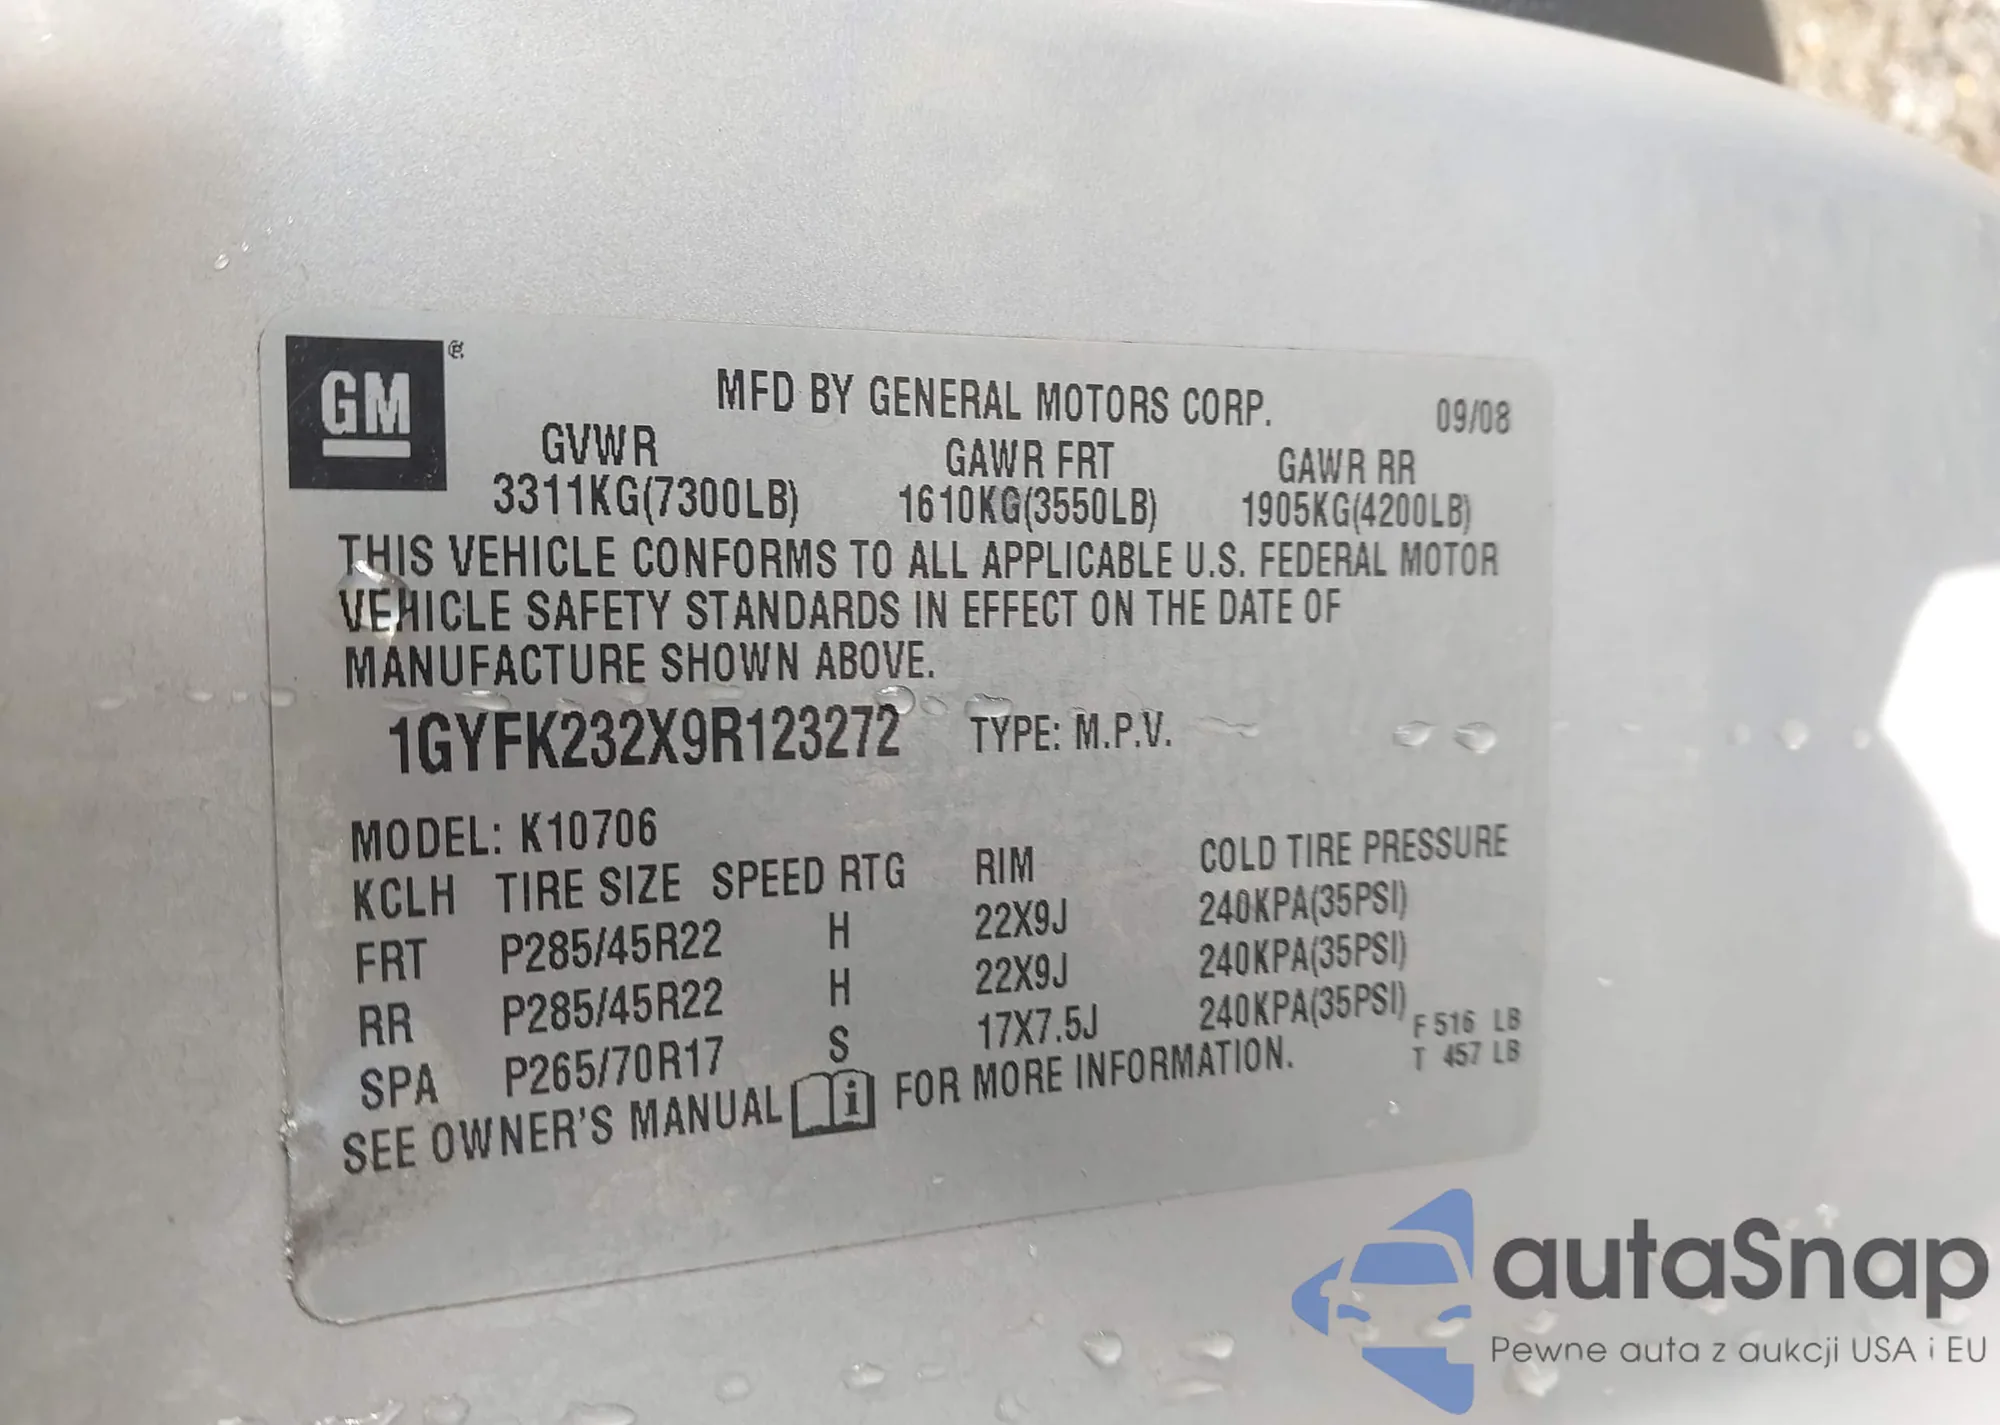 GM
MFD BY GENERAL MOTORS CORP. 09/08
GVWR GAWR FRT GAWR RR
3311KG(7300LB) 1610KG(3550LB) 1905KG(4200LB)
THIS VEHICLE CONFORMS TO ALL APPLICABLE U.S. FEDERAL MOTOR
VEHICLE SAFETY STANDARDS IN EFFECT ON THE DATE OF
MANUFACTURE SHOWN ABOVE.
1GYFK232X9R123272 TYPE: M.P.V.
MODEL: K10706
KCLH TIRE SIZE SPEED RTG RIM COLD TIRE PRESSURE
FRT P285/45R22 H 22X9J 240KPA(35PSI)
RR P285/45R22 H 22X9J 240KPA(35PSI)
SPA P265/70R17 S 17X7.5J 240KPA(35PSI)
F 516 LB
T 457 LB
SEE OWNER'S MANUAL i FOR MORE INFORMATION.
autaSnap
Pewne auta z aukcji USA i EU